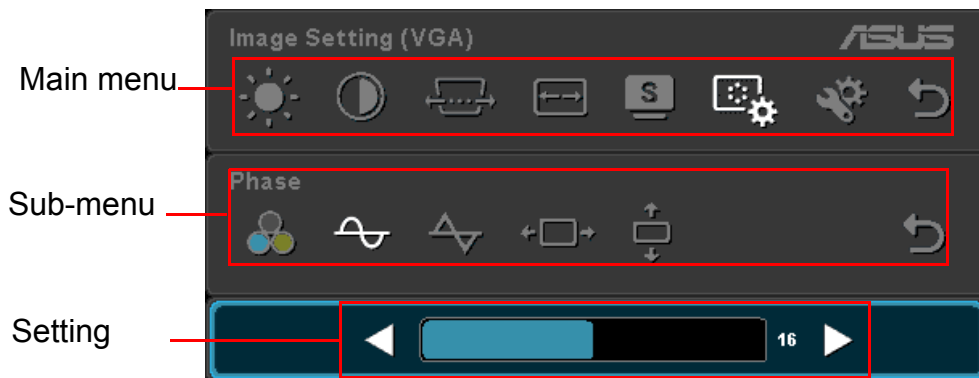 Image Setting (VGA)
ASUS
Main menu
S
Phase
Sub-menu
Setting
16